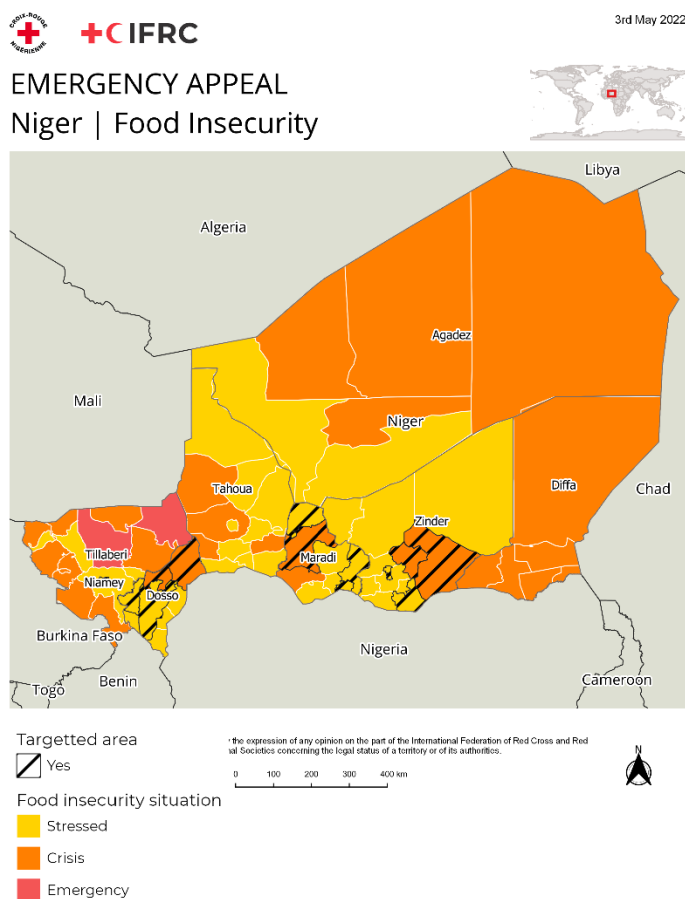 CROIX-ROUGE
NIGÉRIENNE
IFRC
3rd May 2022
EMERGENCY APPEAL
Niger | Food Insecurity
Libya
Algeria
Agadez
Mali
Niger
Tahoua
Diffa
Chad
Zinder
Tillaberi
Maradi
Niamey
Dosso
Burkina Faso
Nigeria
Benin
Togo
Cameroon
Targetted area
Yes
Food insecurity situation
Stressed
Crisis
Emergency
the expression of any opinion on the part of the International Federation of Red Cross and Red
al Societies concerning the legal status of a territory or of its authorities.
0 100 200 300 400 km
N